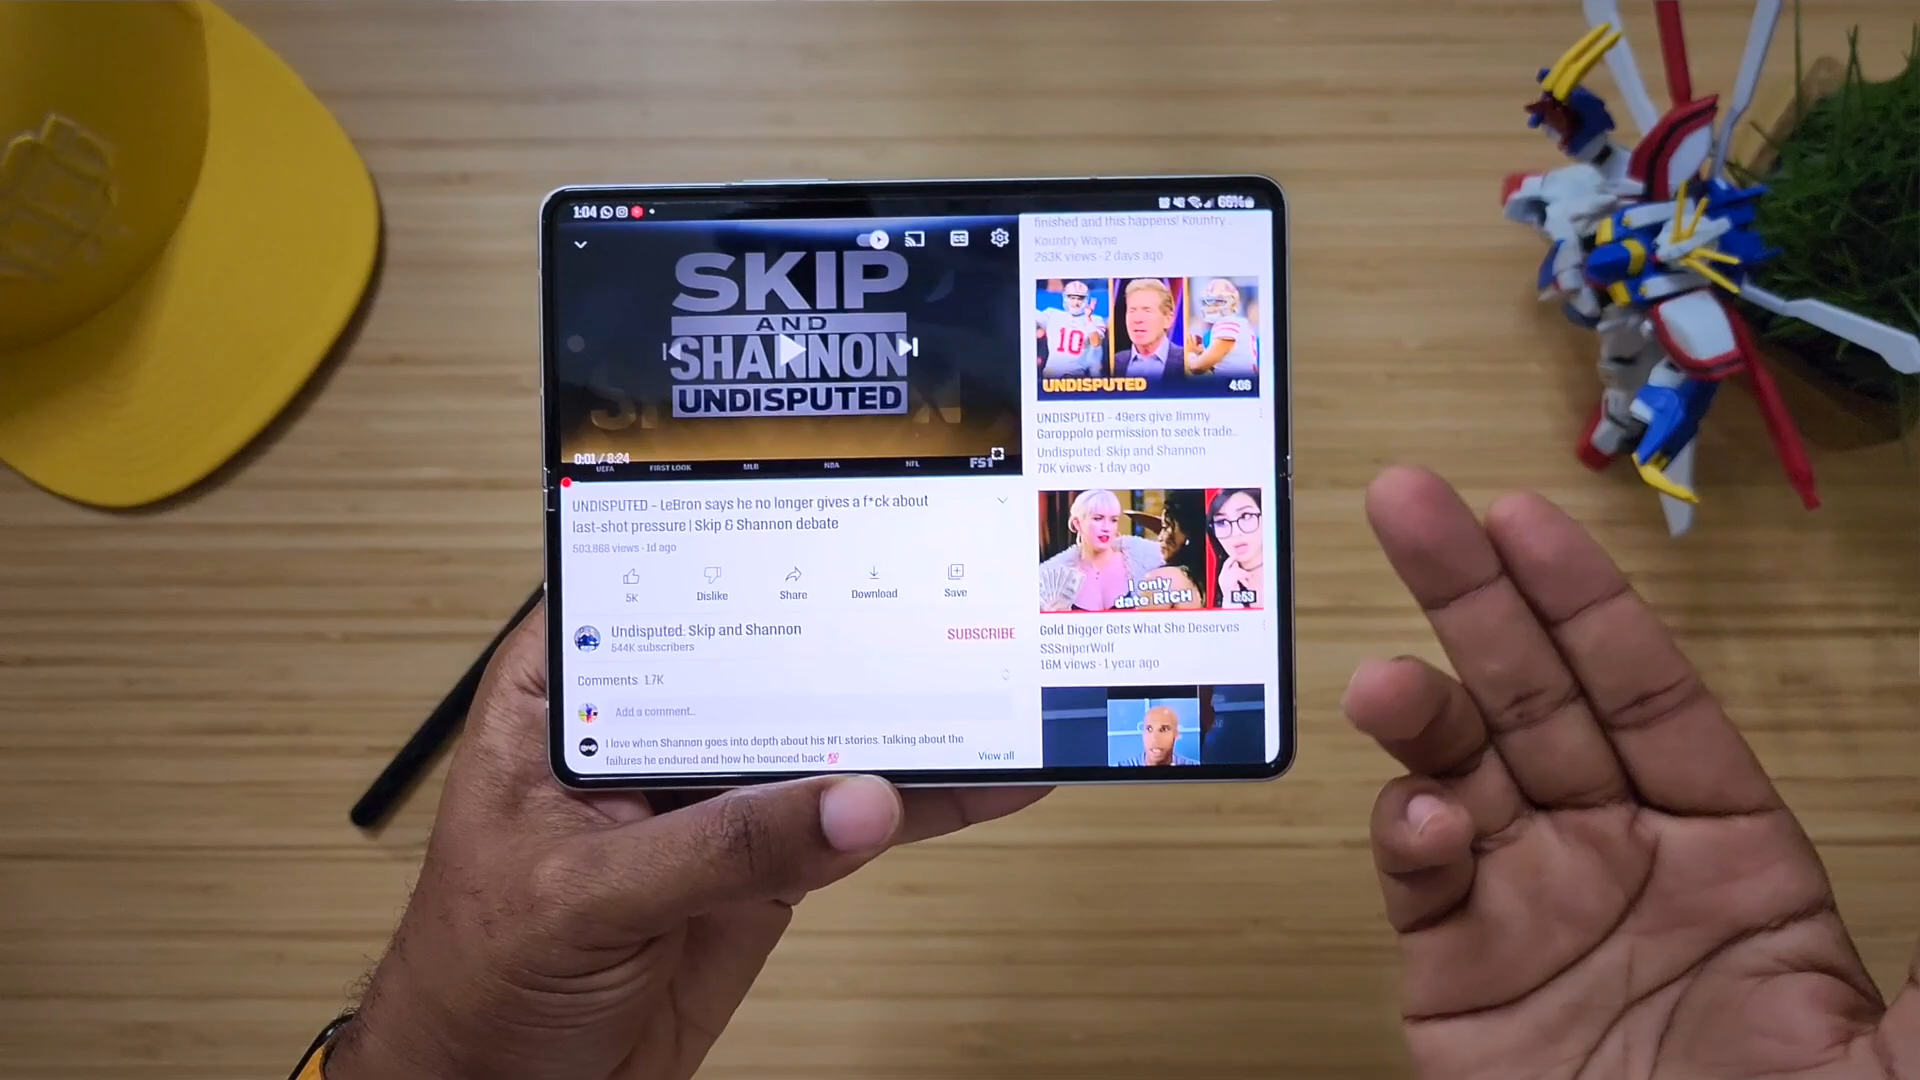 1:04
66%
SKIP
AND
SHANNON
UNDISPUTED
0:01 / 8:24
UEFA FIRST LOOK MLB NBA NFL FS1
UNDISPUTED - LeBron says he no longer gives a f*ck about
last-shot pressure | Skip & Shannon debate
503,868 views · 1d ago
5K Dislike Share Download Save
Undisputed: Skip and Shannon
544K subscribers
SUBSCRIBE
Comments 1.7K
Add a comment..
I love when Shannon goes into depth about his NFL stories. Talking about the
failures he endured and how he bounced back 💯
View all
finished and this happens! Kountry ..
Kountry Wayne
263K views · 2 days ago
10
UNDISPUTED
4:06
UNDISPUTED - 49ers give Jimmy
Garoppolo permission to seek trade...
Undisputed: Skip and Shannon
70K views · 1 day ago
I only
date RICH
8:53
Gold Digger Gets What She Deserves
SSSniperWolf
16M views · 1 year ago